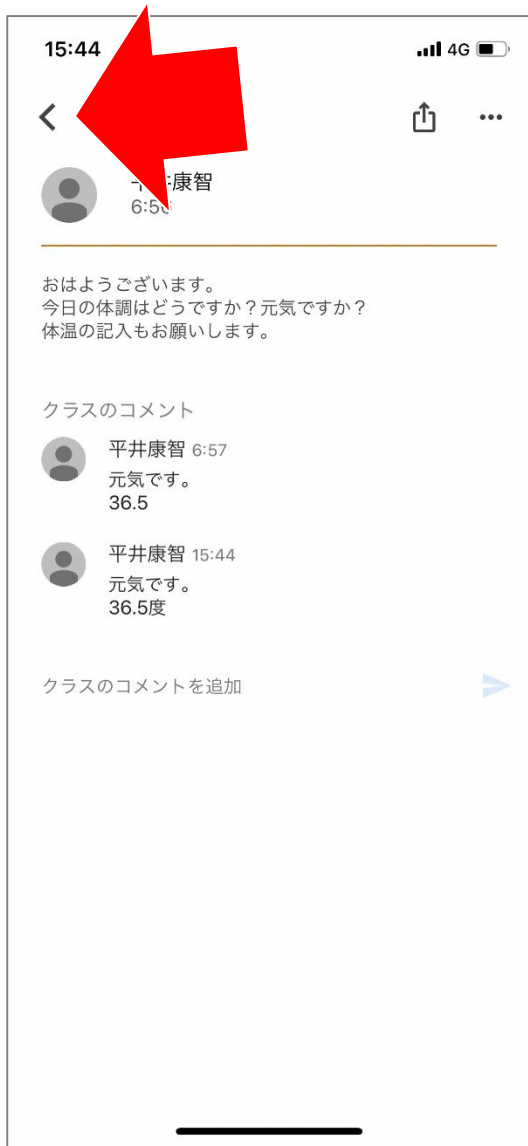 15:44
4G
井康智
6:5
おはようございます。
今日の体調はどうですか？元気ですか？
体温の記入もお願いします。
クラスのコメント
平井康智 6:57
元気です。
36.5
平井康智 15:44
元気です。
36.5度
クラスのコメントを追加